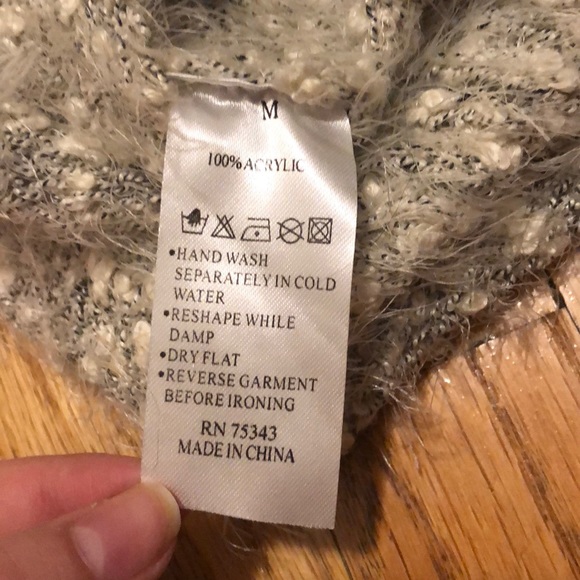 M
100% ACRYLIC
•HAND WASH
SEPARATELY IN COLD
WATER
•RESHAPE WHILE
DAMP
•DRY FLAT
•REVERSE GARMENT
BEFORE IRONING
RN 75343
MADE IN CHINA